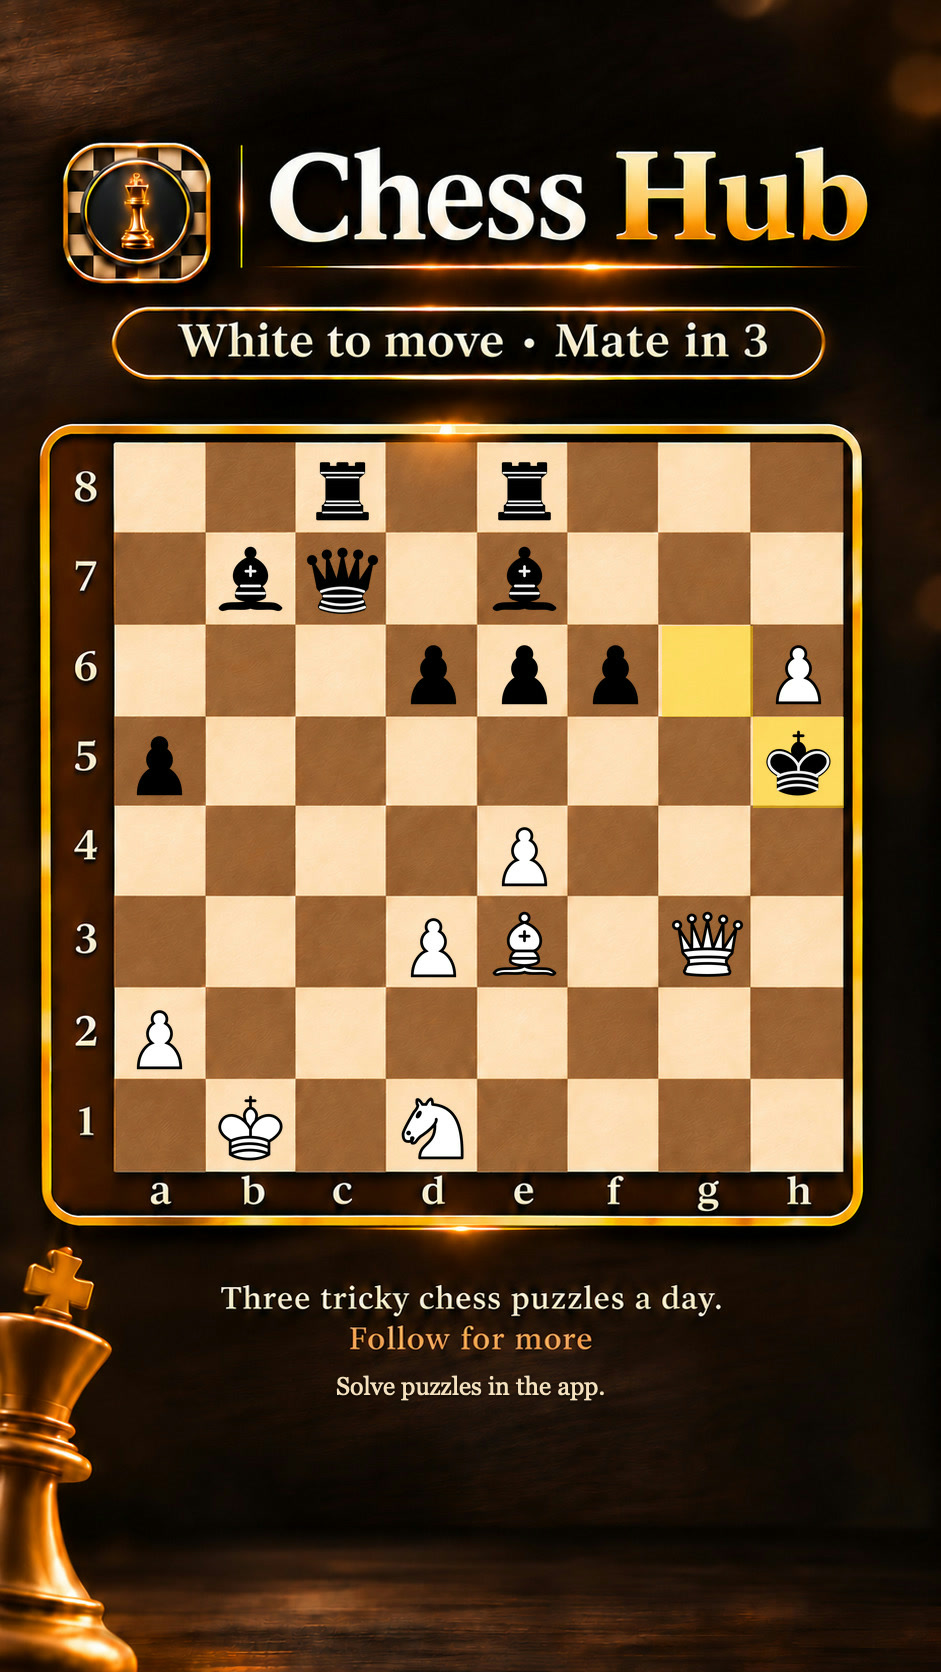 Chess Hub
White to move • Mate in 3
8
7
6
5
4
3
2
1
a b c d e f g h
Three tricky chess puzzles a day.
Follow for more
Solve puzzles in the app.